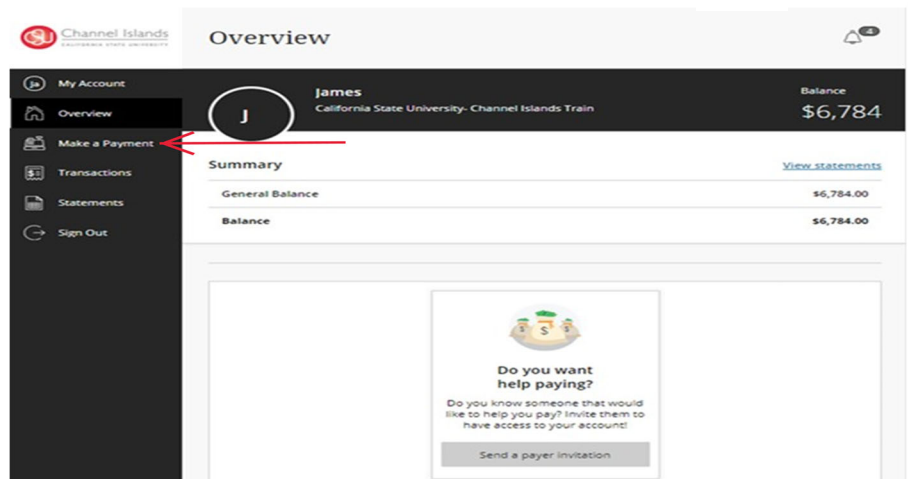 CSU
Channel Islands
CALIFORNIA STATE UNIVERSITY
Overview
4
ja
My Account
Overview
Make a Payment
Transactions
Statements
Sign Out
J
James
California State University- Channel Islands Train
Balance
$6,784
Summary
View statements
General Balance
$6,784.00
Balance
$6,784.00
$ $ $
Do you want
help paying?
Do you know someone that would
like to help you pay? Invite them to
have access to your account!
Send a payer invitation